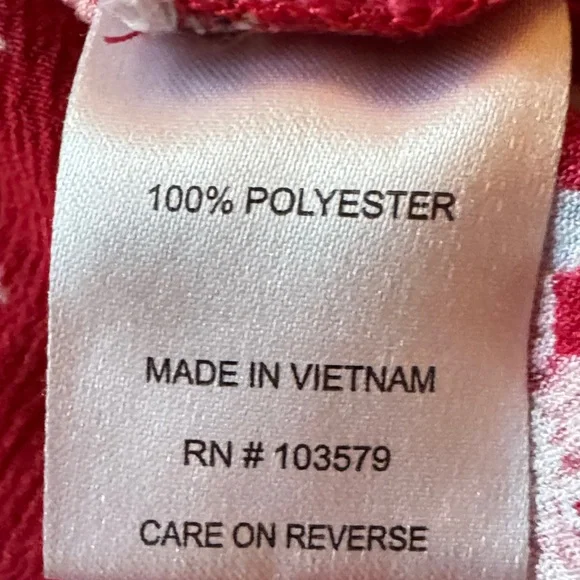 100% POLYESTER
MADE IN VIETNAM
RN # 103579
CARE ON REVERSE